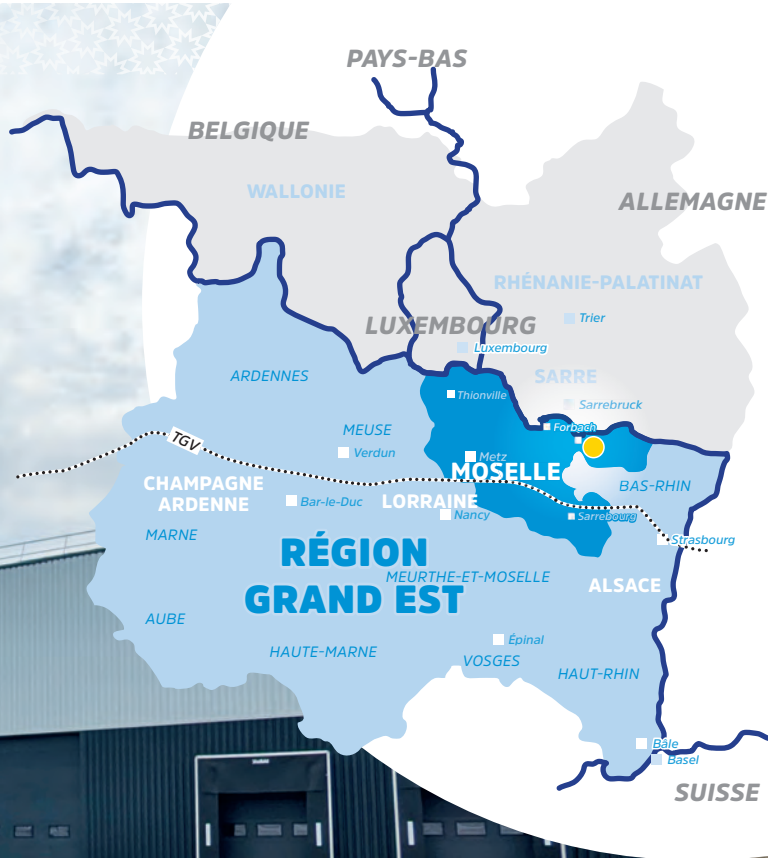 PAYS-BAS
BELGIQUE
WALLONIE
ALLEMAGNE
RHÉNANIE-PALATINAT
LUXEMBOURG
Trier
Luxembourg
ARDENNES
SARRE
Thionville
Sarrebruck
MEUSE
Forbach
TGV
Verdun
Metz
MOSELLE
CHAMPAGNE
ARDENNE
BAS-RHIN
Bar-le-Duc
LORRAINE
Nancy
Sarrebourg
MARNE
Strasbourg
RÉGION
GRAND EST
MEURTHE-ET-MOSELLE
ALSACE
AUBE
Épinal
HAUTE-MARNE
VOSGES
HAUT-RHIN
Bâle
Basel
SUISSE